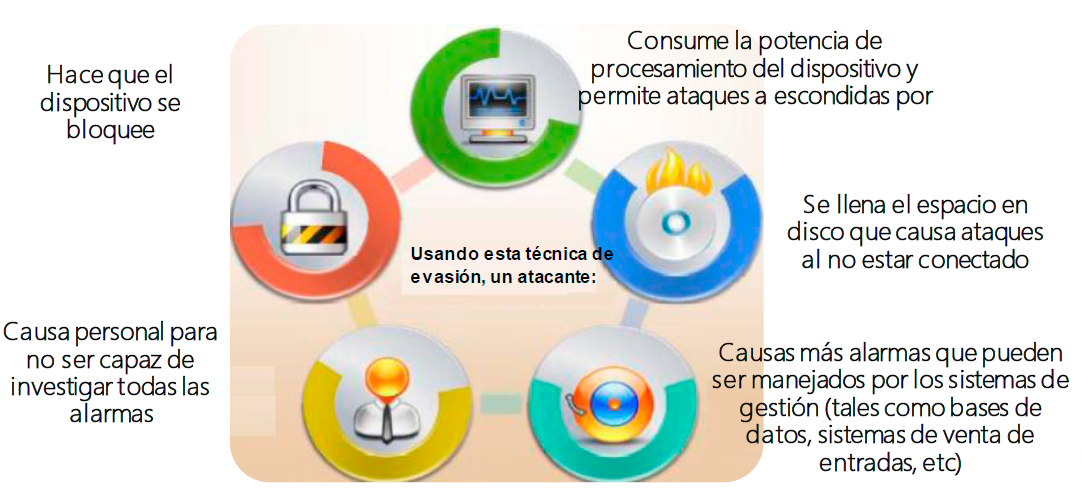 Hace que el
dispositivo se
bloquee
Consume la potencia de
procesamiento del dispositivo y
permite ataques a escondidas por
Se llena el espacio en
disco que causa ataques
al no estar conectado
Usando esta técnica de
evasión, un atacante:
Causa personal para
no ser capaz de
investigar todas las
alarmas
Causas más alarmas que pueden
ser manejados por los sistemas de
gestión (tales como bases de
datos, sistemas de venta de
entradas, etc)